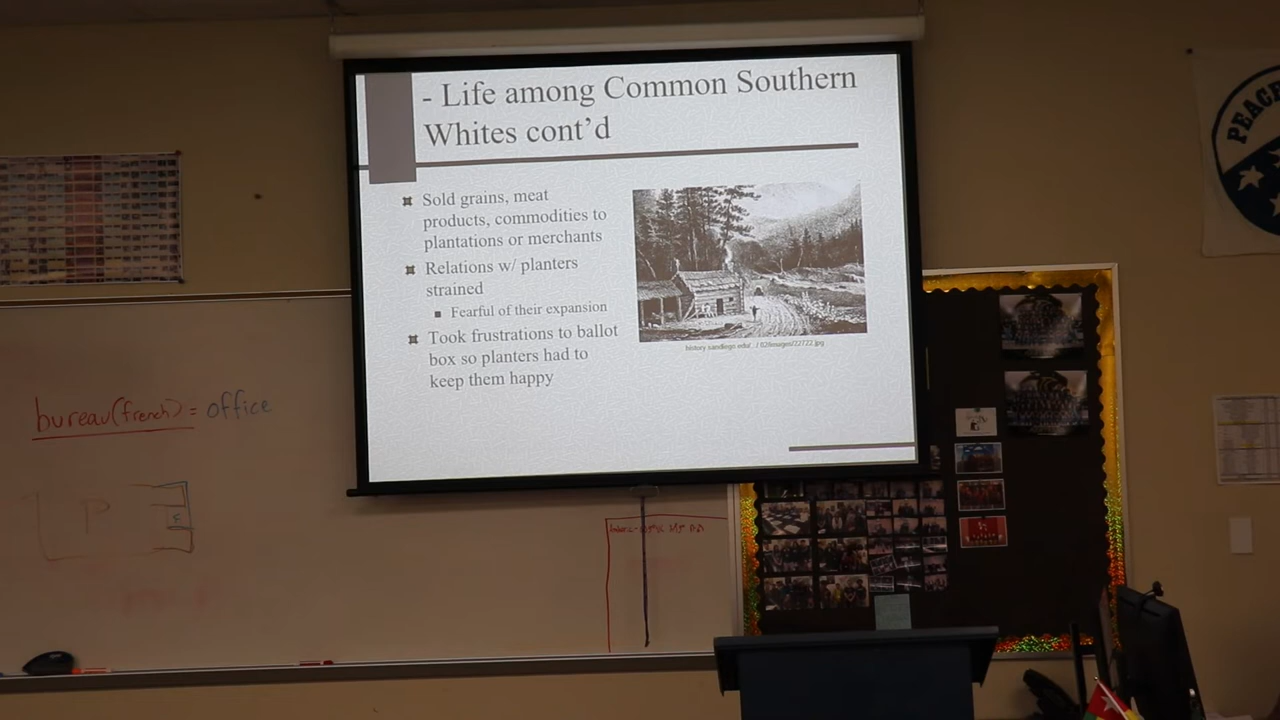 - Life among Common Southern
Whites cont'd
Sold grains, meat
products, commodities to
plantations or merchants
Relations w/ planters
strained
Fearful of their expansion
Took frustrations to ballot
box so planters had to
keep them happy
bureau(french) = office
P
PEACE